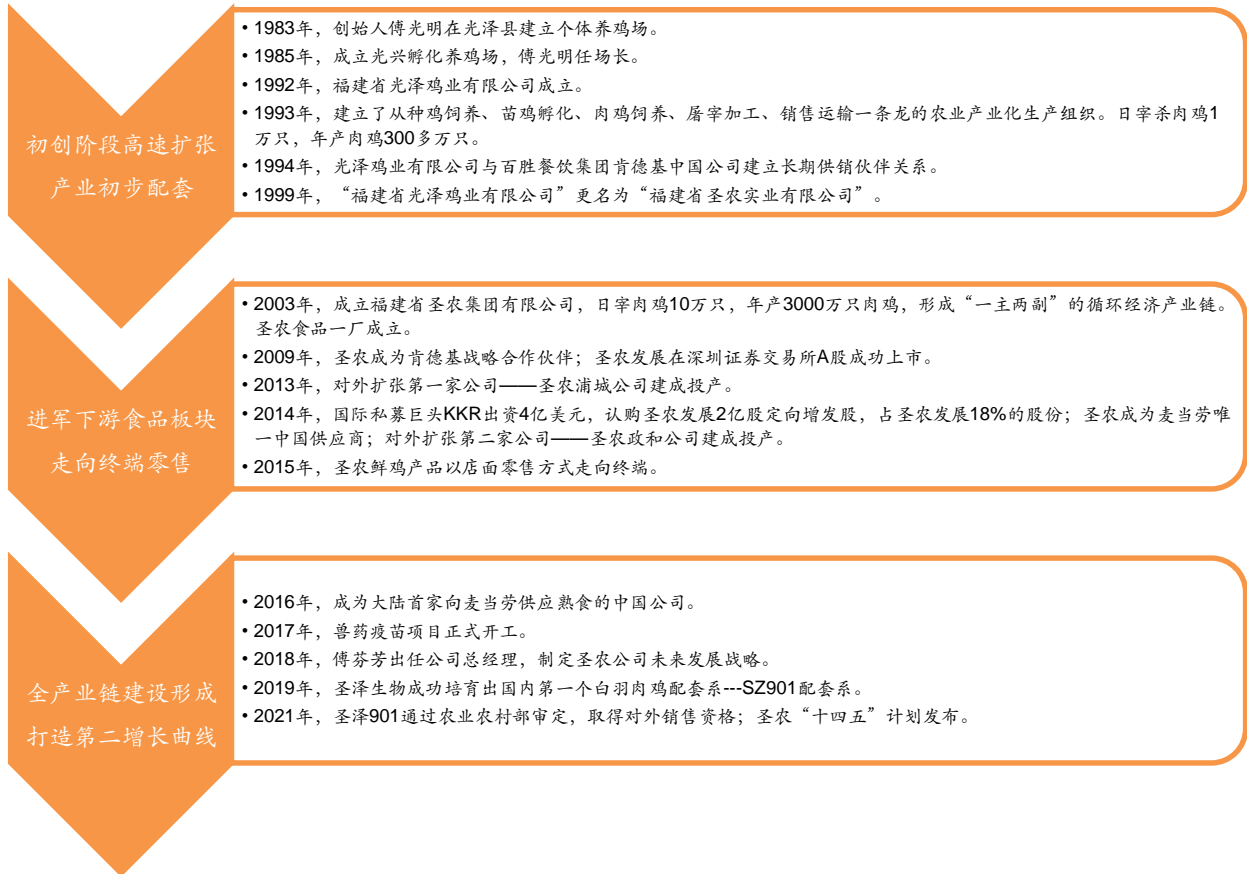 初创阶段高速扩张
产业初步配套
• 1983年，创始人傅光明在光泽县建立个体养鸡场。
• 1985年，成立光兴孵化养鸡场，傅光明任场长。
• 1992年，福建省光泽鸡业有限公司成立。
• 1993年，建立了从种鸡饲养、苗鸡孵化、肉鸡饲养、屠宰加工、销售运输一条龙的农业产业化生产组织。日宰杀肉鸡1
万只，年产肉鸡300多万只。
• 1994年，光泽鸡业有限公司与百胜餐饮集团肯德基中国公司建立长期供销伙伴关系。
• 1999年，“福建省光泽鸡业有限公司”更名为“福建省圣农实业有限公司”。
进军下游食品板块
走向终端零售
• 2003年，成立福建省圣农集团有限公司，日宰肉鸡10万只，年产3000万只肉鸡，形成“一主两副”的循环经济产业链。
圣农食品一厂成立。
• 2009年，圣农成为肯德基战略合作伙伴；圣农发展在深圳证券交易所A股成功上市。
• 2013年，对外扩张第一家公司——圣农浦城公司建成投产。
• 2014年，国际私募巨头KKR出资4亿美元，认购圣农发展2亿股定向增发股，占圣农发展18%的股份；圣农成为麦当劳唯
一中国供应商；对外扩张第二家公司——圣农政和公司建成投产。
• 2015年，圣农鲜鸡产品以店面零售方式走向终端。
全产业链建设形成
打造第二增长曲线
• 2016年，成为大陆首家向麦当劳供应熟食的中国公司。
• 2017年，兽药疫苗项目正式开工。
• 2018年，傅芬芳出任公司总经理，制定圣农公司未来发展战略。
• 2019年，圣泽生物成功培育出国内第一个白羽肉鸡配套系---SZ901配套系。
• 2021年，圣泽901通过农业农村部审定，取得对外销售资格；圣农“十四五”计划发布。